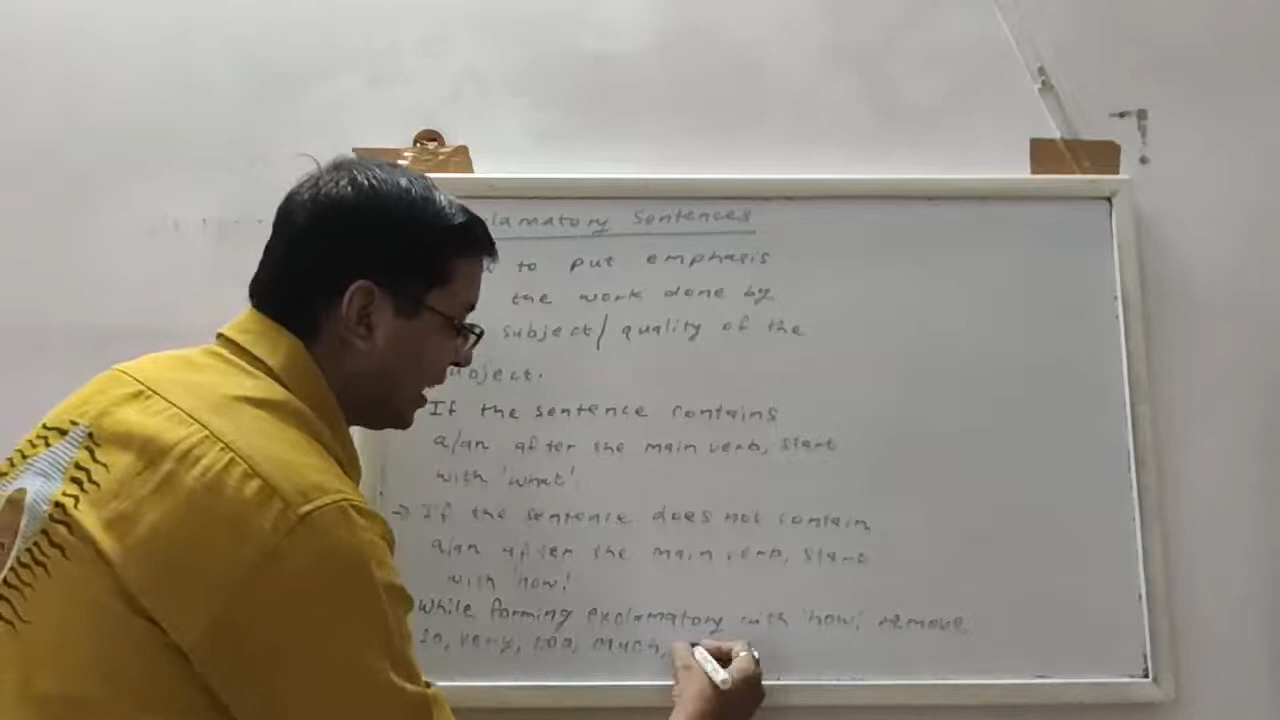 clamatory Sentences
to put emphasis
the work done by
subject/ quality of the
subject.
If the sentence contains
a/an after the main verb, start
with 'what'.
→ If the sentence does not contain
a/an after the main verb, start
with 'how'.
While forming exclamatory with 'how', remove
so, very, too, much,